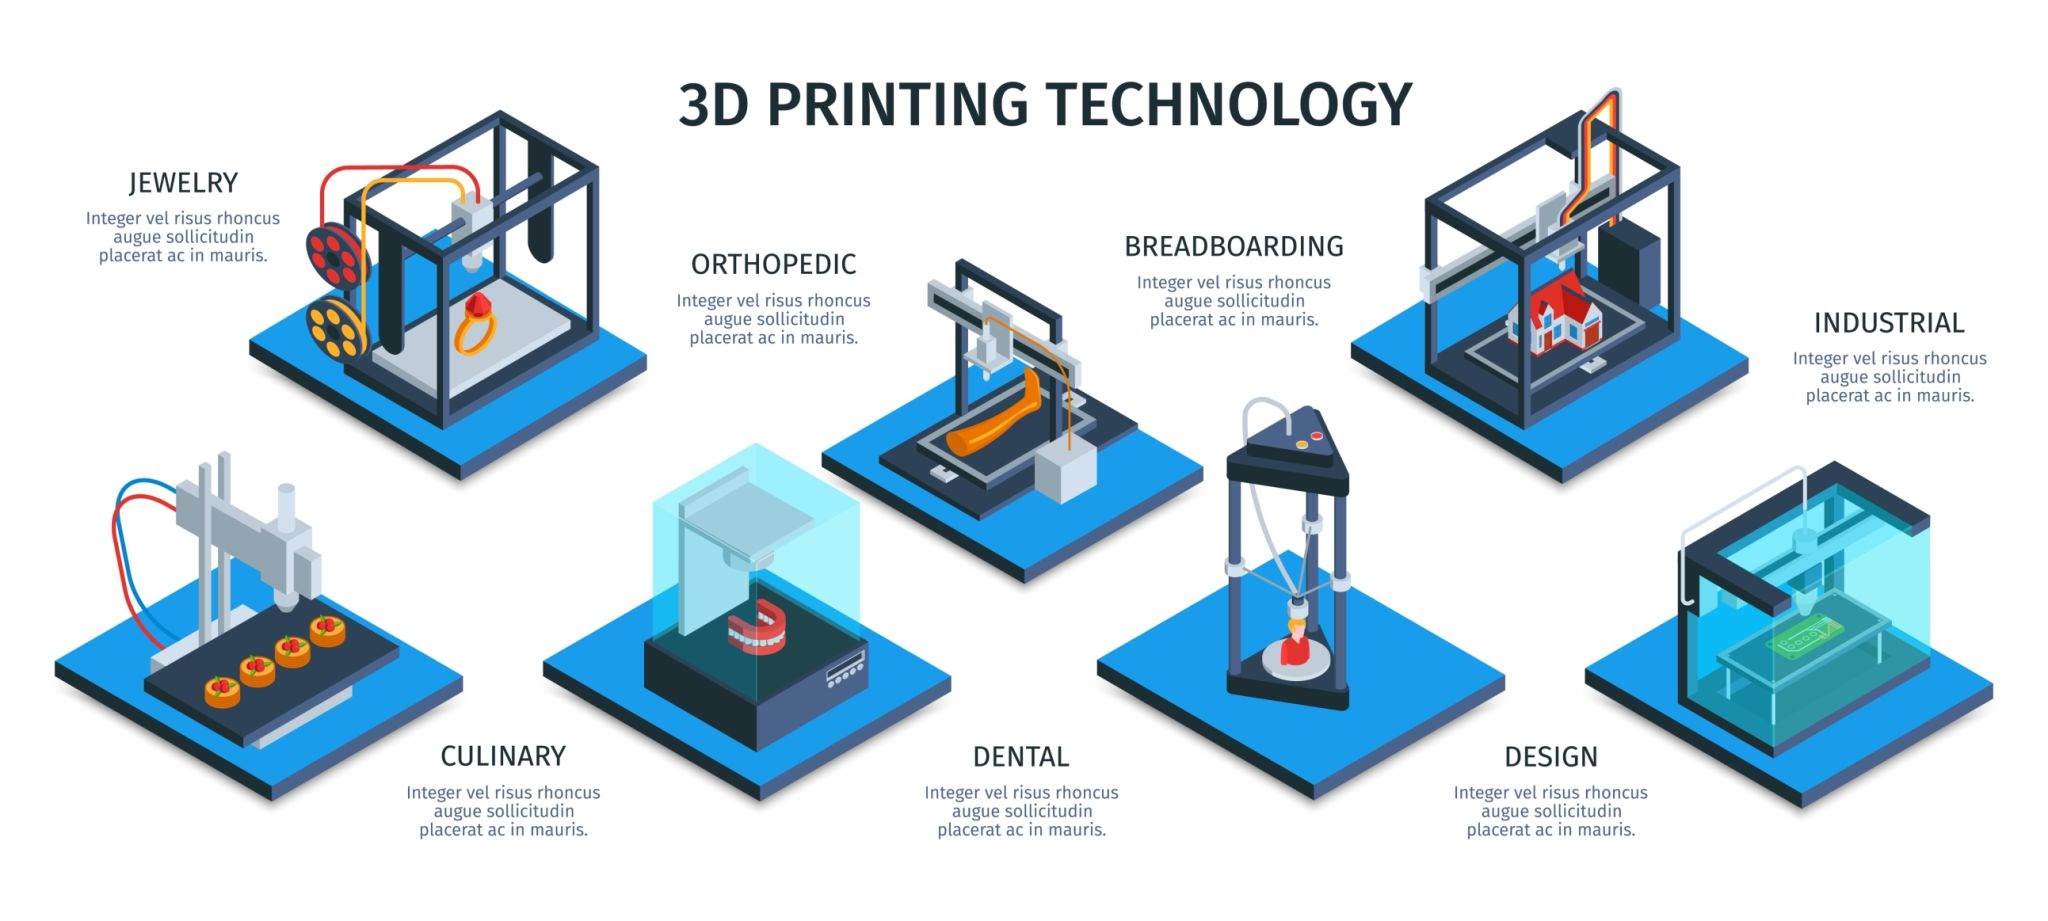 3D PRINTING TECHNOLOGY
JEWELRY
Integer vel risus rhoncus
augue sollicitudin
placerat ac in mauris.
ORTHOPEDIC
Integer vel risus rhoncus
augue sollicitudin
placerat ac in mauris.
BREADBOARDING
Integer vel risus rhoncus
augue sollicitudin
placerat ac in mauris.
INDUSTRIAL
Integer vel risus rhoncus
augue sollicitudin
placerat ac in mauris.
CULINARY
Integer vel risus rhoncus
augue sollicitudin
placerat ac in mauris.
DENTAL
Integer vel risus rhoncus
augue sollicitudin
placerat ac in mauris.
DESIGN
Integer vel risus rhoncus
augue sollicitudin
placerat ac in mauris.